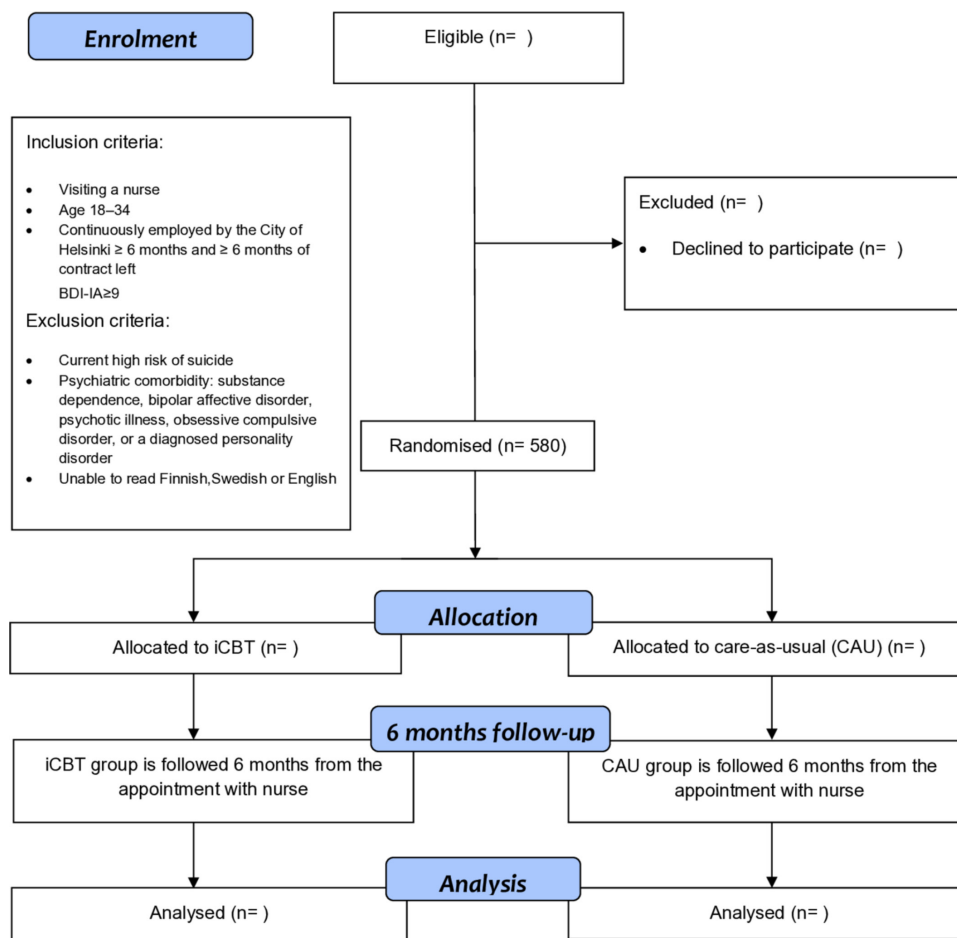 Enrolment
Eligible (n=  )
Inclusion criteria:
• Visiting a nurse
• Age 18–34
• Continuously employed by the City of
Helsinki ≥ 6 months and ≥ 6 months of
contract left
BDI-IA≥9
Exclusion criteria:
• Current high risk of suicide
• Psychiatric comorbidity: substance
dependence, bipolar affective disorder,
psychotic illness, obsessive compulsive
disorder, or a diagnosed personality
disorder
• Unable to read Finnish,Swedish or English
Excluded (n=  )
• Declined to participate (n=  )
Randomised (n= 580)
Allocation
Allocated to iCBT (n= )
Allocated to care-as-usual (CAU) (n= )
6 months follow-up
iCBT group is followed 6 months from the
appointment with nurse
CAU group is followed 6 months from the
appointment with nurse
Analysis
Analysed (n= )
Analysed (n= )